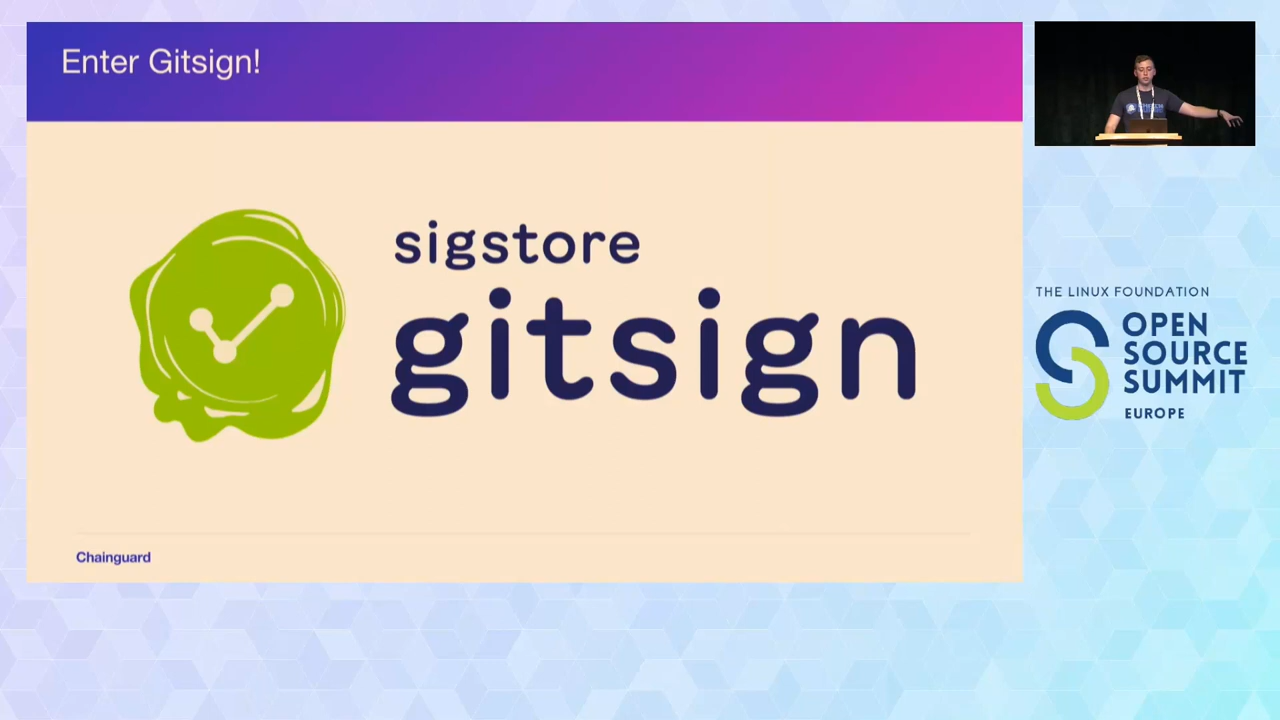 Enter Gitsign!
sigstore
gitsign
Chainguard
THE LINUX FOUNDATION
OPEN
SOURCE
SUMMIT
EUROPE